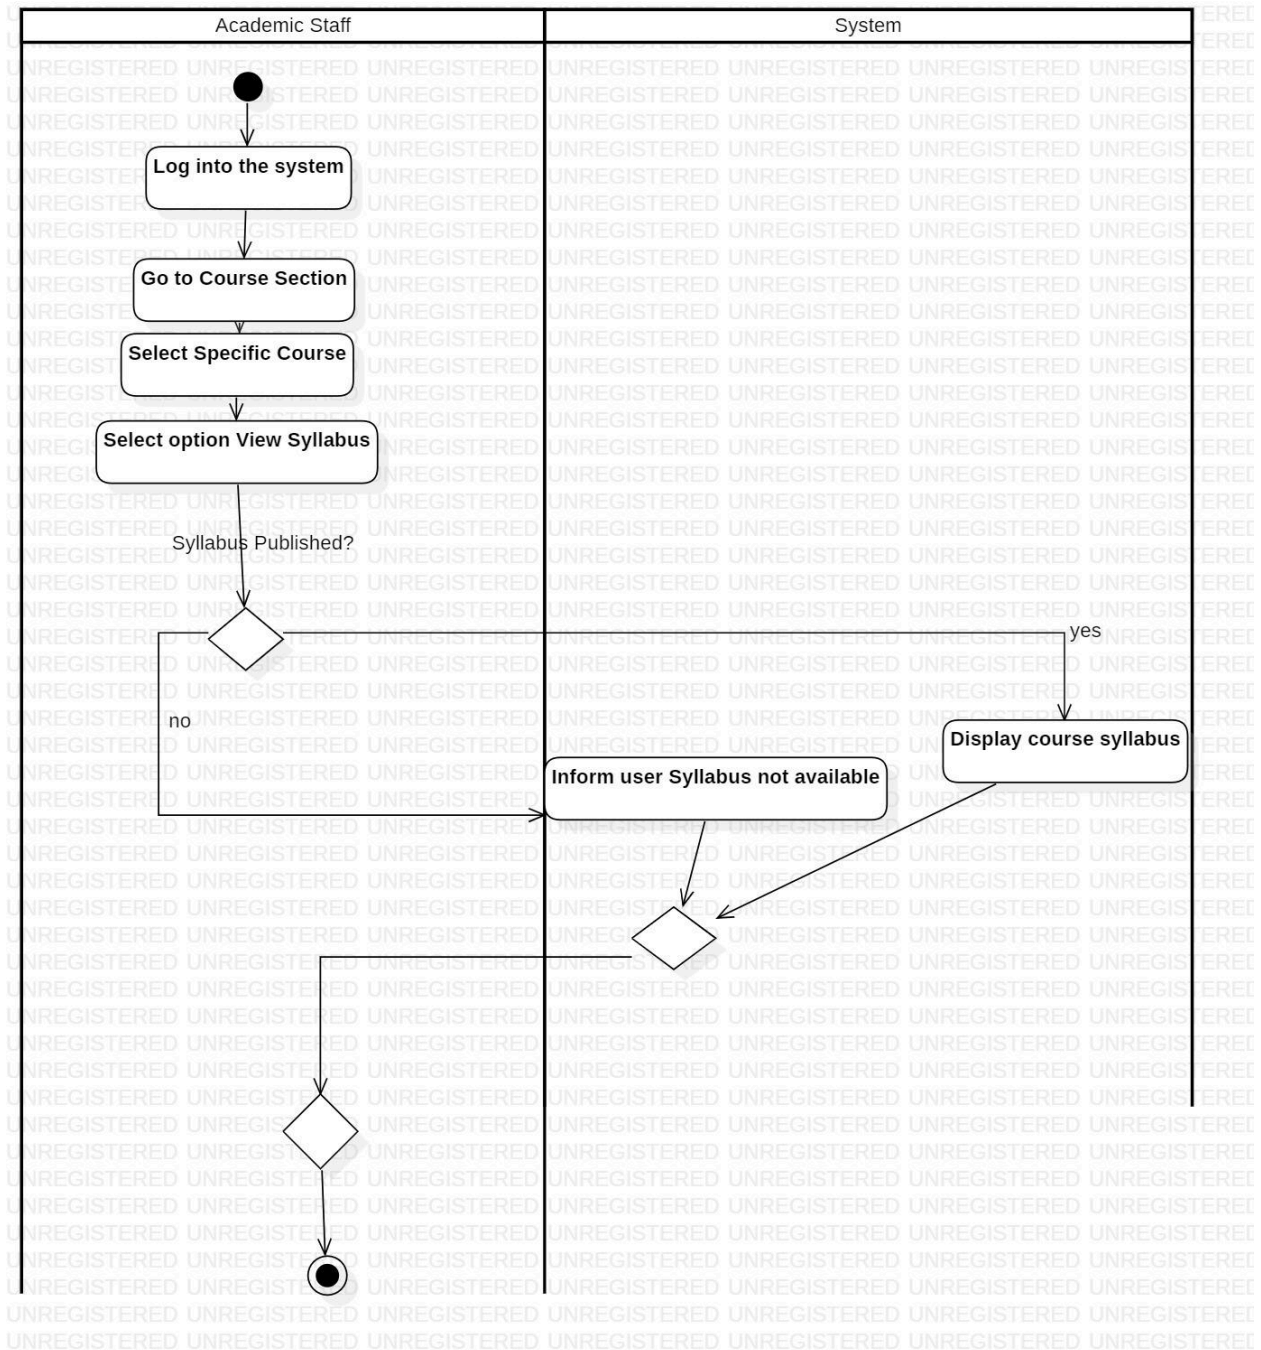 Academic Staff
System
Log into the system
Go to Course Section
Select Specific Course
Select option View Syllabus
Syllabus Published?
yes
no
Display course syllabus
Inform user Syllabus not available
UNREGISTERED